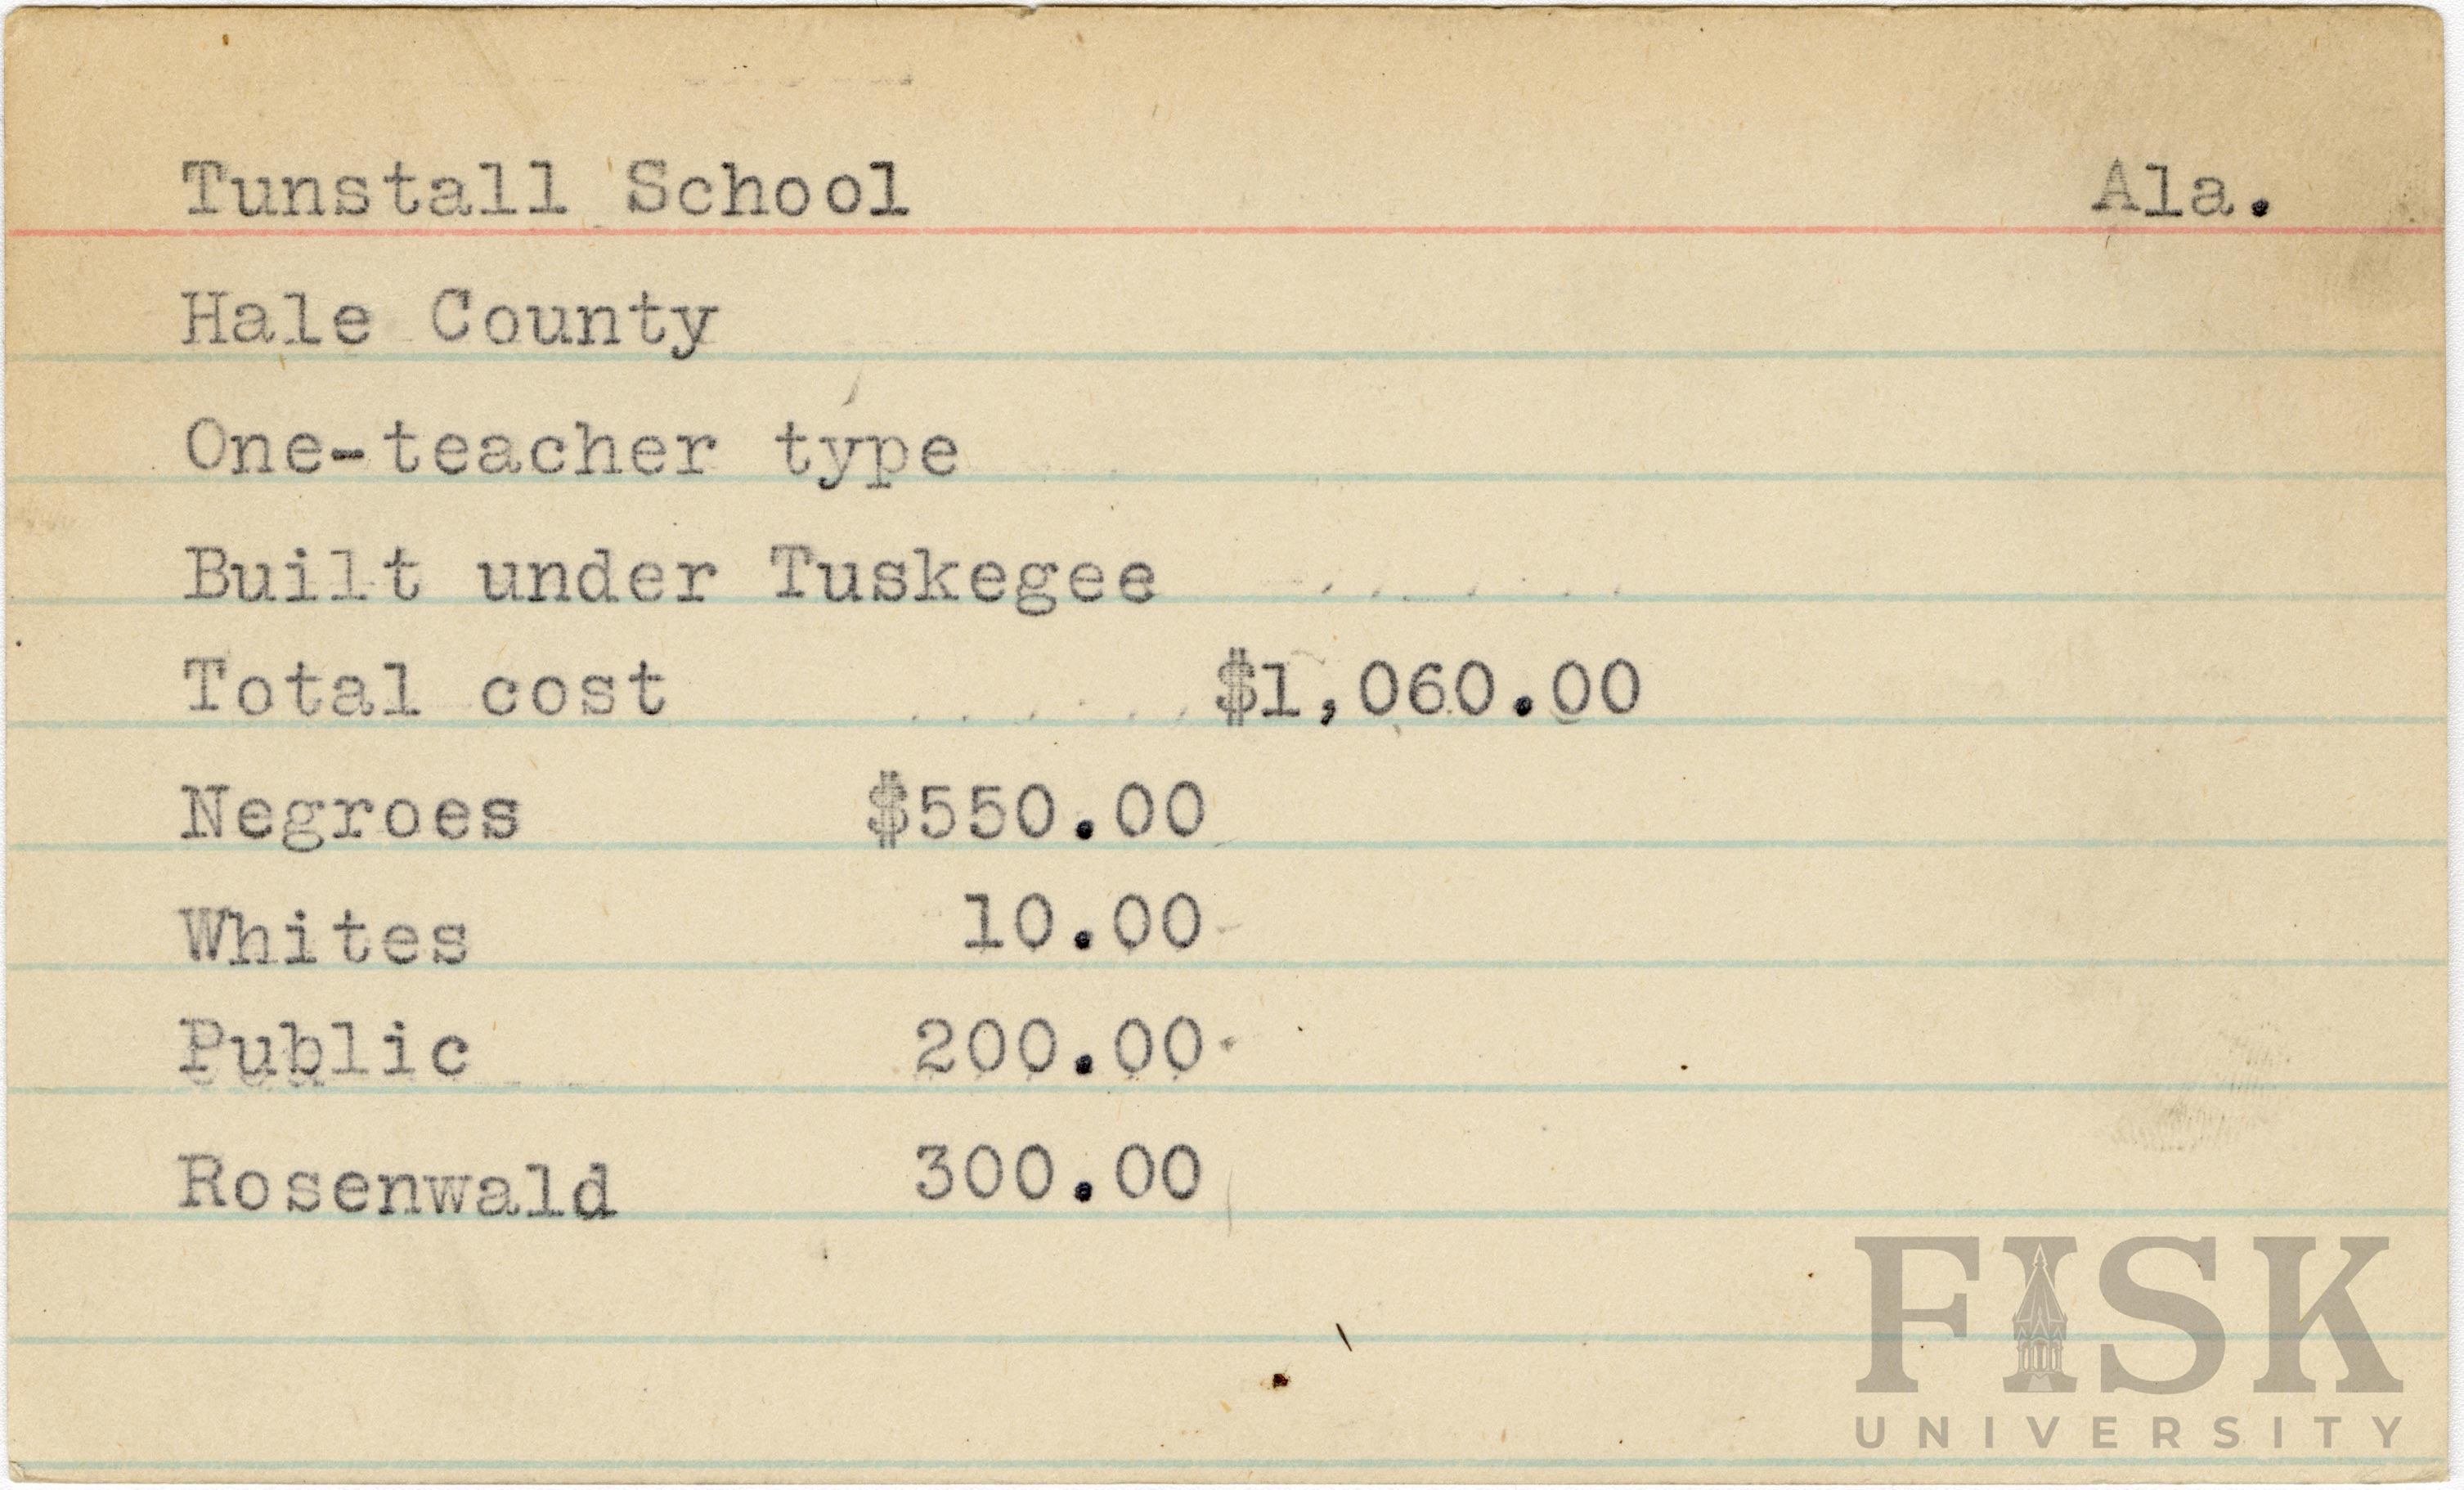 Tunstall School Ala.
Hale County
One-teacher type
Built under Tuskegee
Total cost $1,060.00
Negroes $550.00
Whites 10.00
Public 200.00
Rosenwald 300.00
FISK
UNIVERSITY